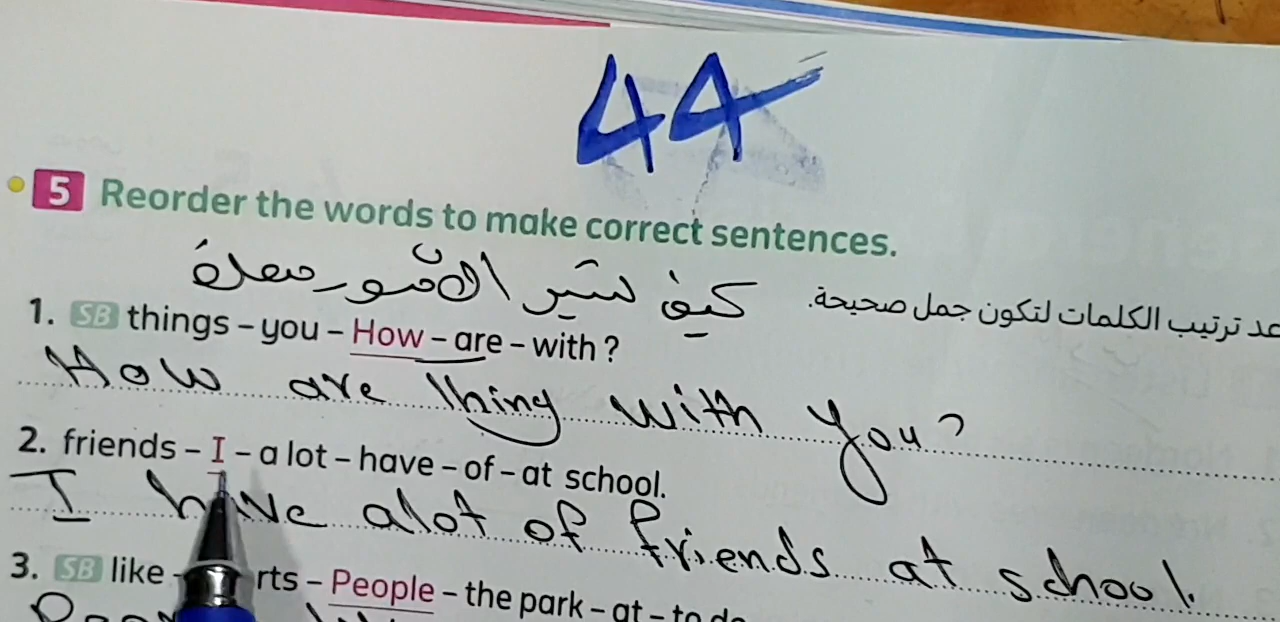 44
5 Reorder the words to make correct sentences.
كيف تسير الأمور معك
عد ترتيب الكلمات لتكون جمل صحيحة.
1. SB things – you – How – are – with ?
How are thing with you?
2. friends – I – a lot – have – of – at school.
I have alot of friends at school.
3. SB like – rts – People – the park – at – to do